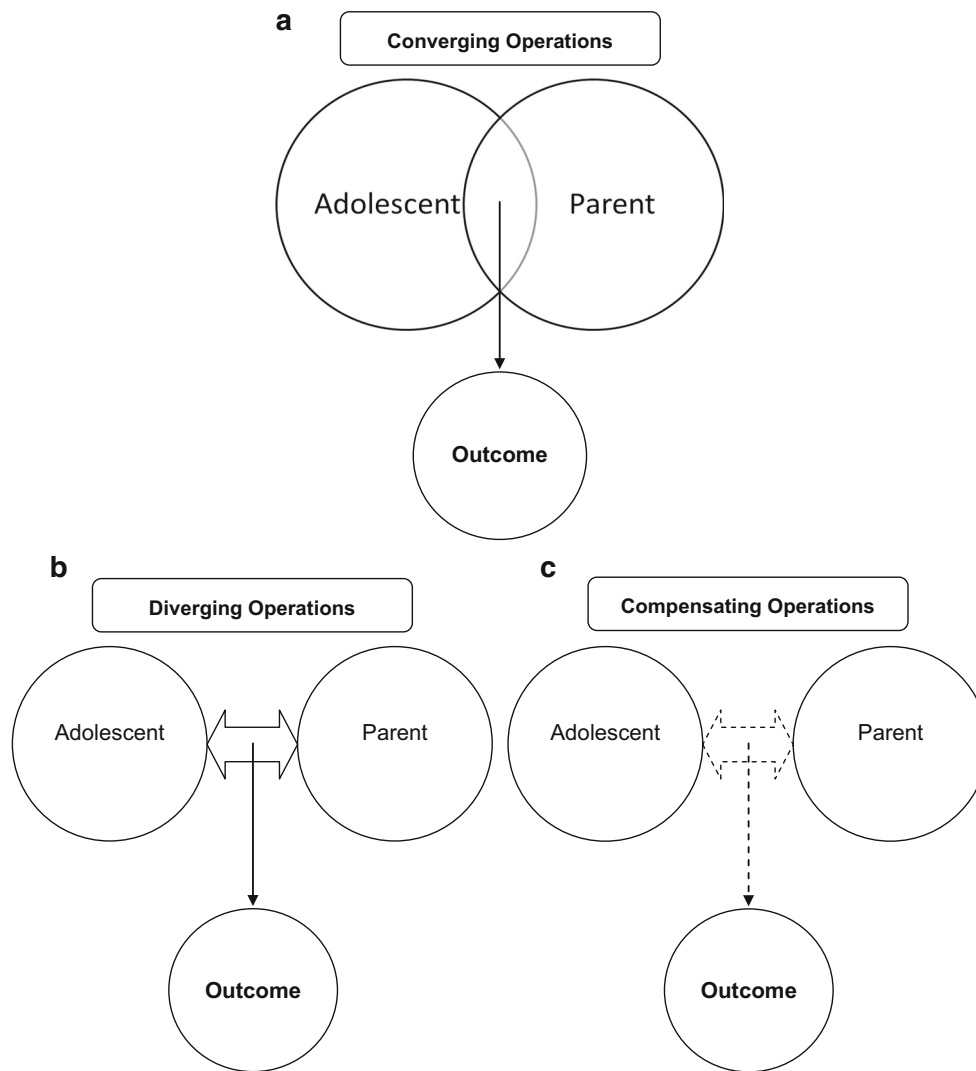 a
Converging Operations
Adolescent
Parent
Outcome
b
Diverging Operations
Adolescent
Parent
Outcome
c
Compensating Operations
Adolescent
Parent
Outcome